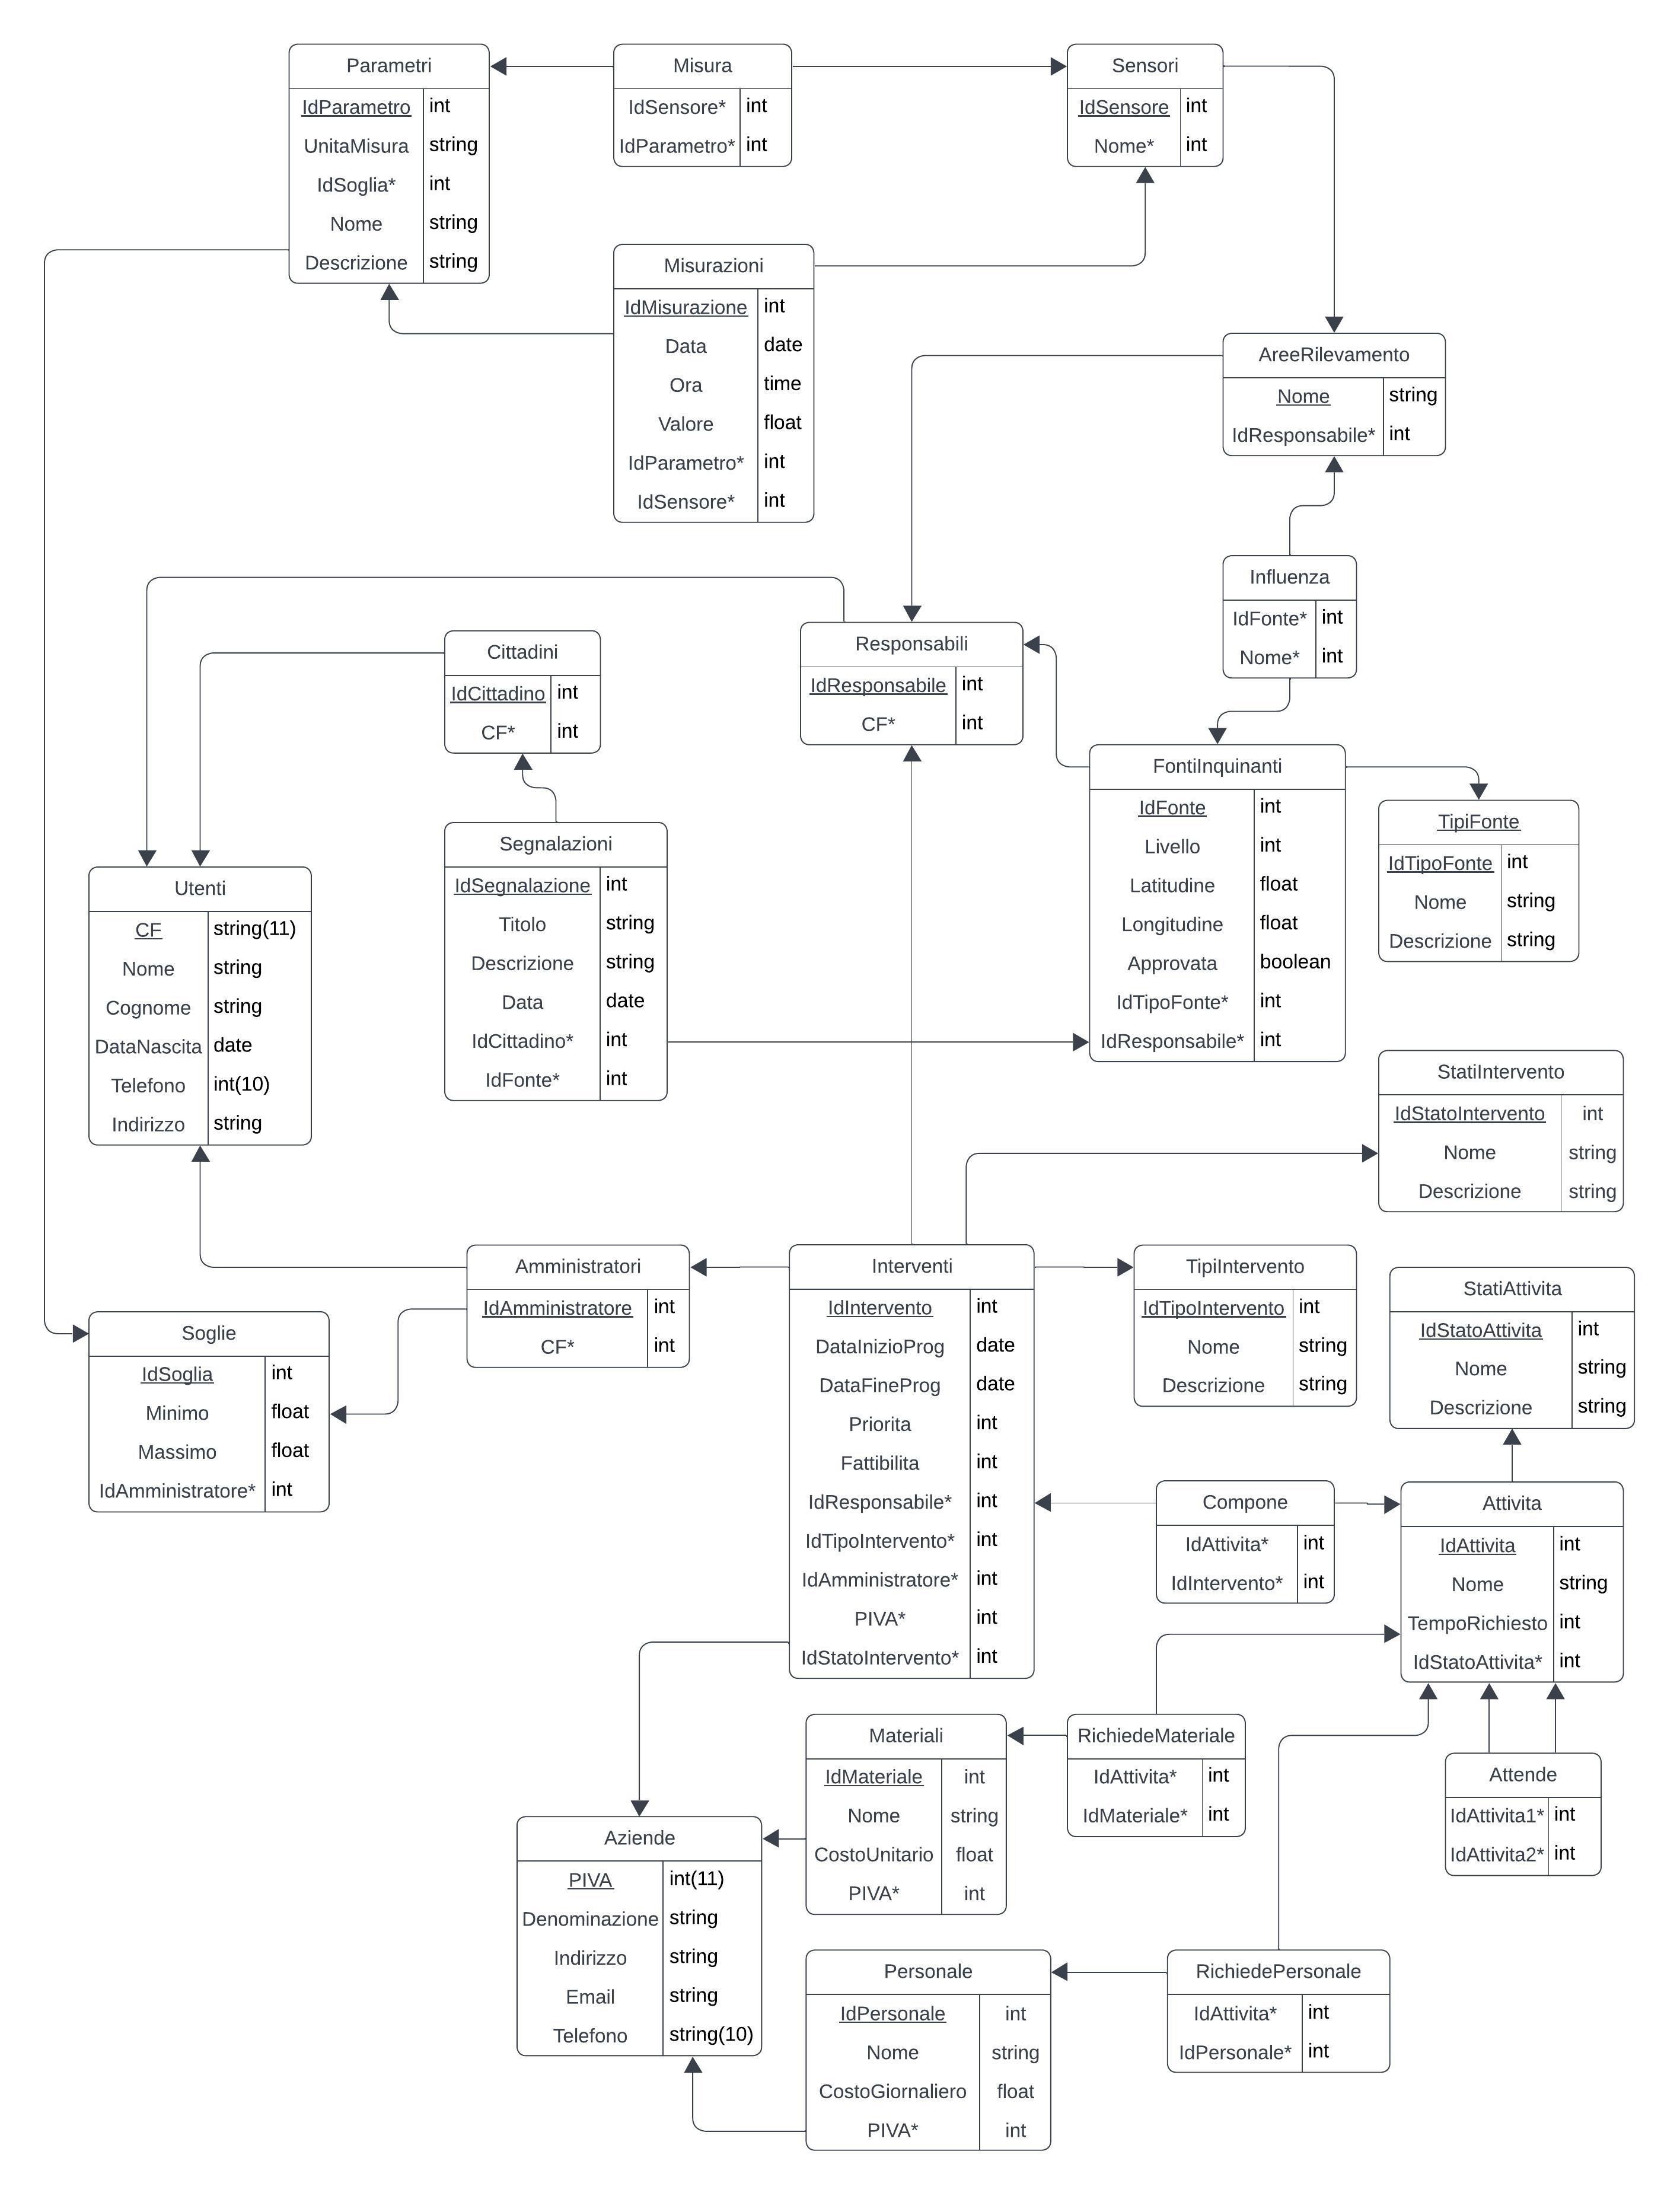 Parametri
IdParametro int
UnitaMisura string
IdSoglia* int
Nome string
Descrizione string
Misura
IdSensore* int
IdParametro* int
Sensori
IdSensore int
Nome* int
Misurazioni
IdMisurazione int
Data date
Ora time
Valore float
IdParametro* int
IdSensore* int
AreeRilevamento
Nome string
IdResponsabile* int
Influenza
IdFonte* int
Nome* int
Cittadini
IdCittadino int
CF* int
Responsabili
IdResponsabile int
CF* int
FontiInquinanti
IdFonte int
Livello int
Latitudine float
Longitudine float
Approvata boolean
IdTipoFonte* int
IdResponsabile* int
TipiFonte
IdTipoFonte int
Nome string
Descrizione string
Segnalazioni
IdSegnalazione int
Titolo string
Descrizione string
Data date
IdCittadino* int
IdFonte* int
Utenti
CF string(11)
Nome string
Cognome string
DataNascita date
Telefono int(10)
Indirizzo string
StatiIntervento
IdStatoIntervento int
Nome string
Descrizione string
Amministratori
IdAmministratore int
CF* int
Interventi
IdIntervento int
DataInizioProg date
DataFineProg date
Priorita int
Fattibilita int
IdResponsabile* int
IdTipoIntervento* int
IdAmministratore* int
PIVA* int
IdStatoIntervento* int
TipiIntervento
IdTipoIntervento int
Nome string
Descrizione string
StatiAttivita
IdStatoAttivita int
Nome string
Descrizione string
Soglie
IdSoglia int
Minimo float
Massimo float
IdAmministratore* int
Compone
IdAttivita* int
IdIntervento* int
Attivita
IdAttivita int
Nome string
TempoRichiesto int
IdStatoAttivita* int
Materiali
IdMateriale int
Nome string
CostoUnitario float
PIVA* int
RichiedeMateriale
IdAttivita* int
IdMateriale* int
Attende
IdAttivita1* int
IdAttivita2* int
Aziende
PIVA int(11)
Denominazione string
Indirizzo string
Email string
Telefono string(10)
Personale
IdPersonale int
Nome string
CostoGiornaliero float
PIVA* int
RichiedePersonale
IdAttivita* int
IdPersonale* int